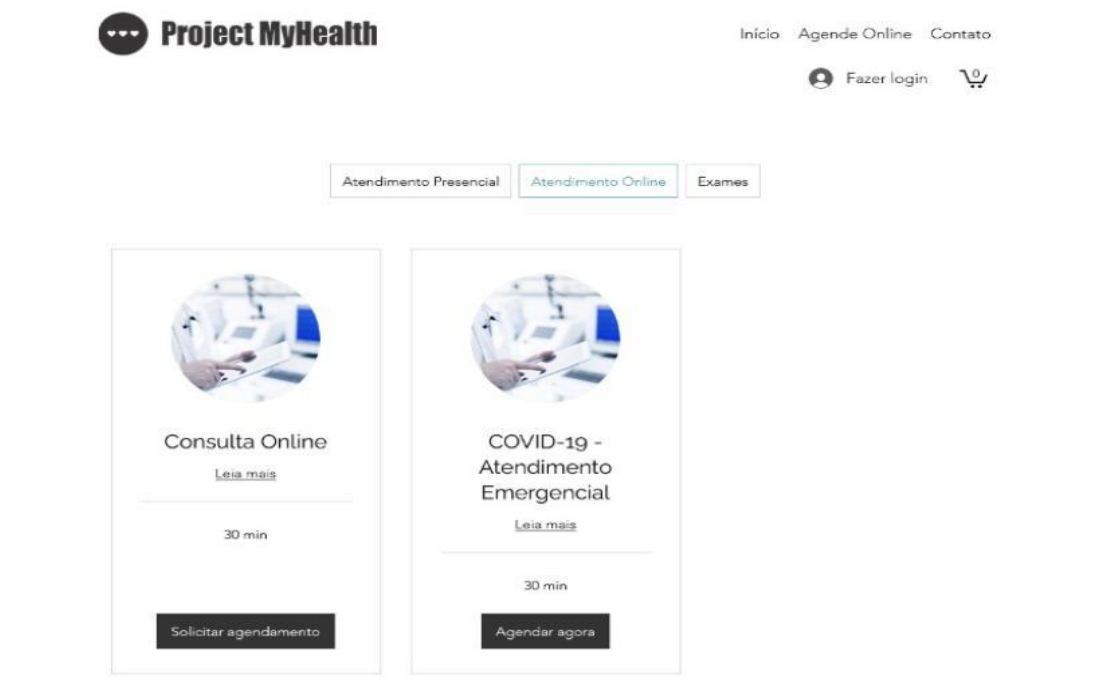 Project MyHealth
Início Agende Online Contato
Fazer login 0
Atendimento Presencial Atendimento Online Exames
Consulta Online
Leia mais
30 min
Solicitar agendamento
COVID-19 -
Atendimento
Emergencial
Leia mais
30 min
Agendar agora